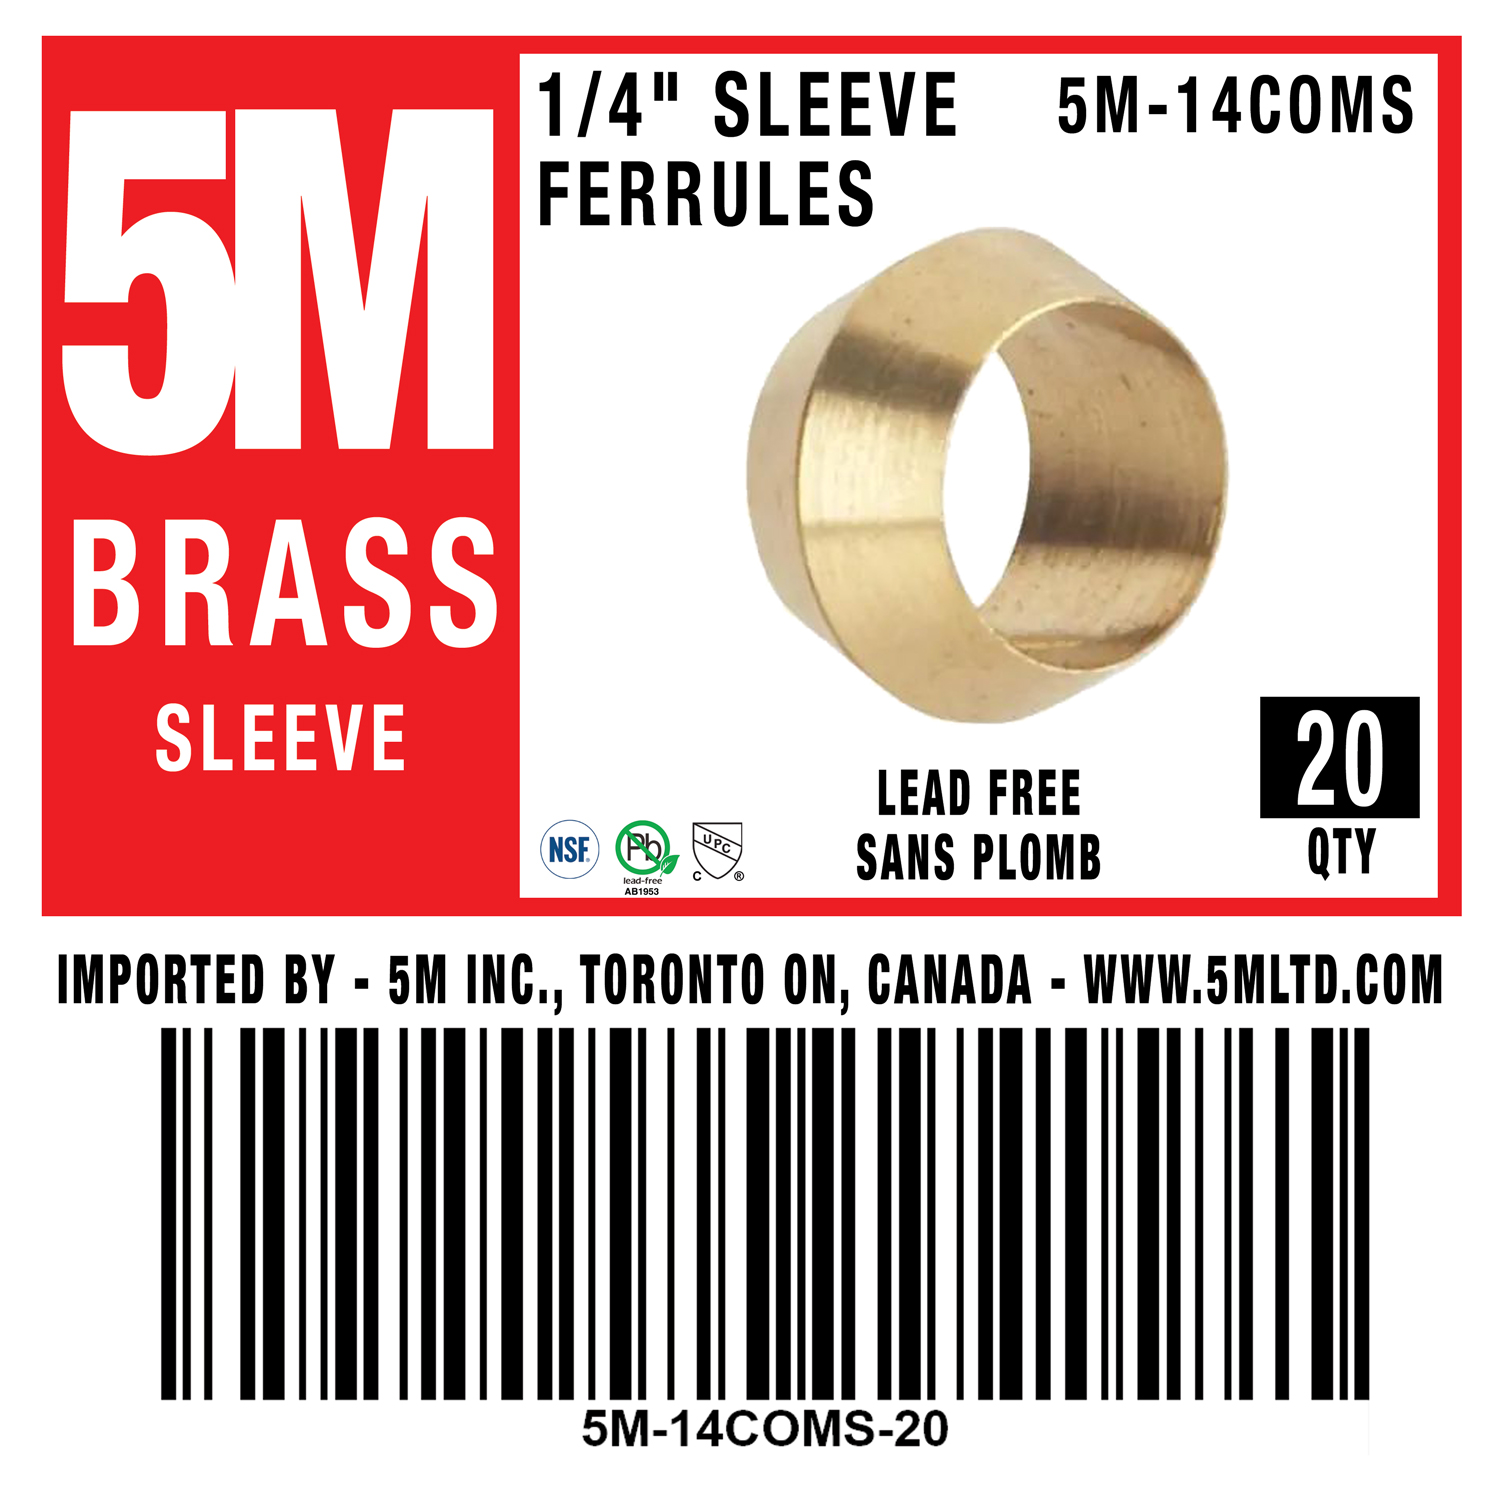 5M
BRASS
SLEEVE
1/4" SLEEVE
FERRULES
5M-14COMS
20
QTY
LEAD FREE
SANS PLOMB
NSF®
Pb
lead-free
AB1953
UPC
C ®
IMPORTED BY - 5M INC., TORONTO ON, CANADA - WWW.5MLTD.COM
5M-14COMS-20